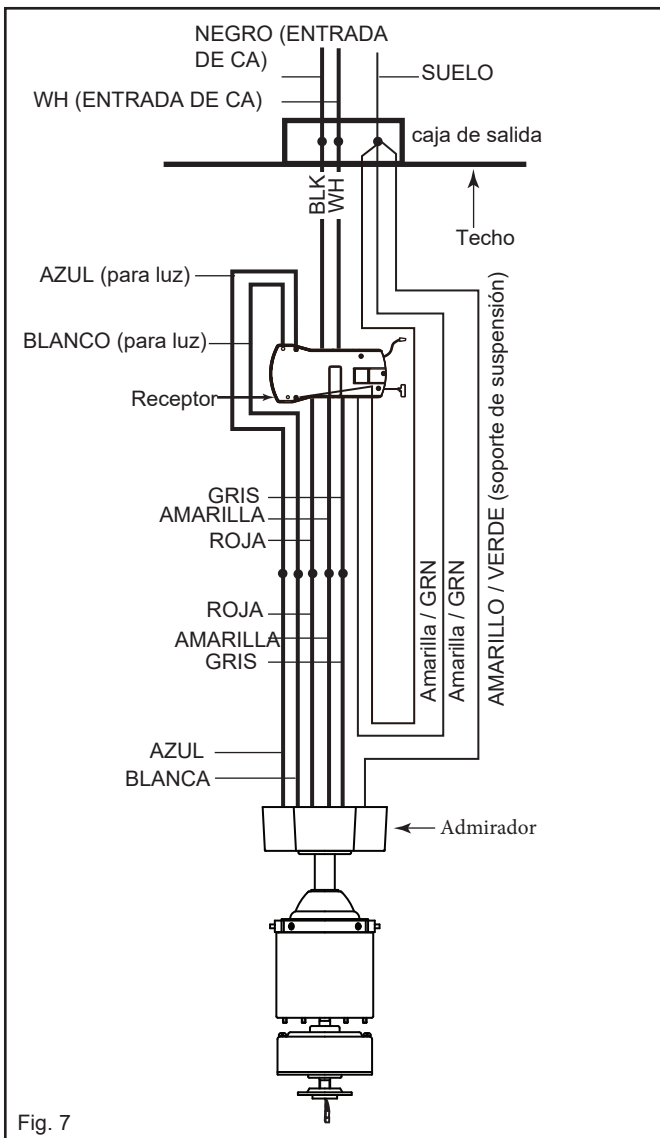 NEGRO (ENTRADA
DE CA)
SUELO
WH (ENTRADA DE CA)
caja de salida
BLK
WH
Techo
AZUL (para luz)
BLANCO (para luz)
Receptor
GRIS
AMARILLA
ROJA
ROJA
AMARILLA
GRIS
Amarilla / GRN
Amarilla / GRN
AMARILLO / VERDE (soporte de suspensión)
AZUL
BLANCA
Admirador
Fig. 7